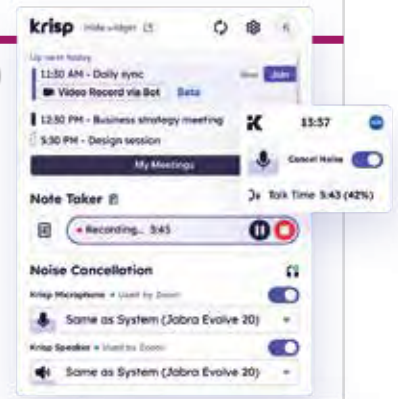 krisp Hide widget
Up next today
11:30 AM - Daily sync
Now Join
Video Record via Bot Beta
12:30 PM - Business strategy meeting
5:30 PM - Design session
My Meetings
13:37
Cancel Noise
Talk Time 5:43 (42%)
Note Taker
Recording... 3:45
Noise Cancellation
Krisp Microphone • Used by Zoom
Same as System (Jabra Evolve 20)
Krisp Speaker • Used by Zoom
Same as System (Jabra Evolve 20)